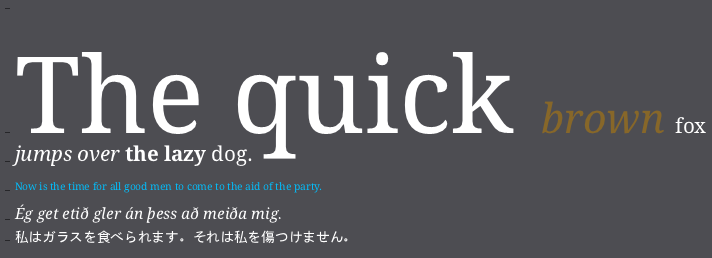 The quick brown fox
jumps over the lazy dog.
Now is the time for all good men to come to the aid of the party.
Ég get etið gler án þess að meiða mig.
私はガラスを食べられます。それは私を傷つけません。